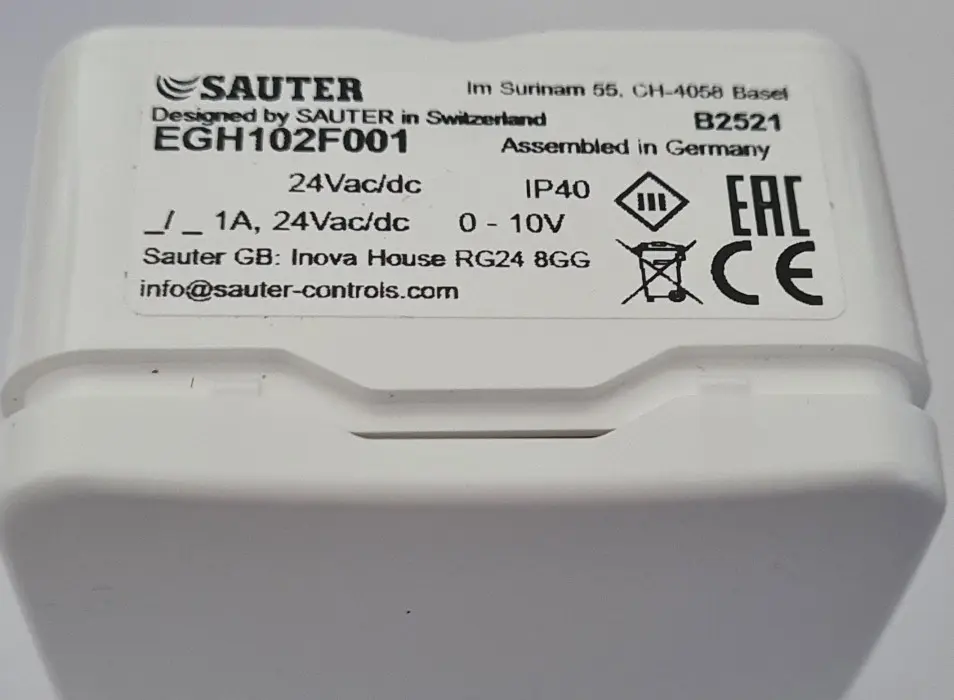 SAUTER
Im Surinam 55, CH-4058 Basel
Designed by SAUTER in Switzerland
B2521
EGH102F001
Assembled in Germany
24Vac/dc
IP40
III
EAC
_/ _ 1A, 24Vac/dc
0 - 10V
Sauter GB: Inova House RG24 8GG
CE
info@sauter-controls.com